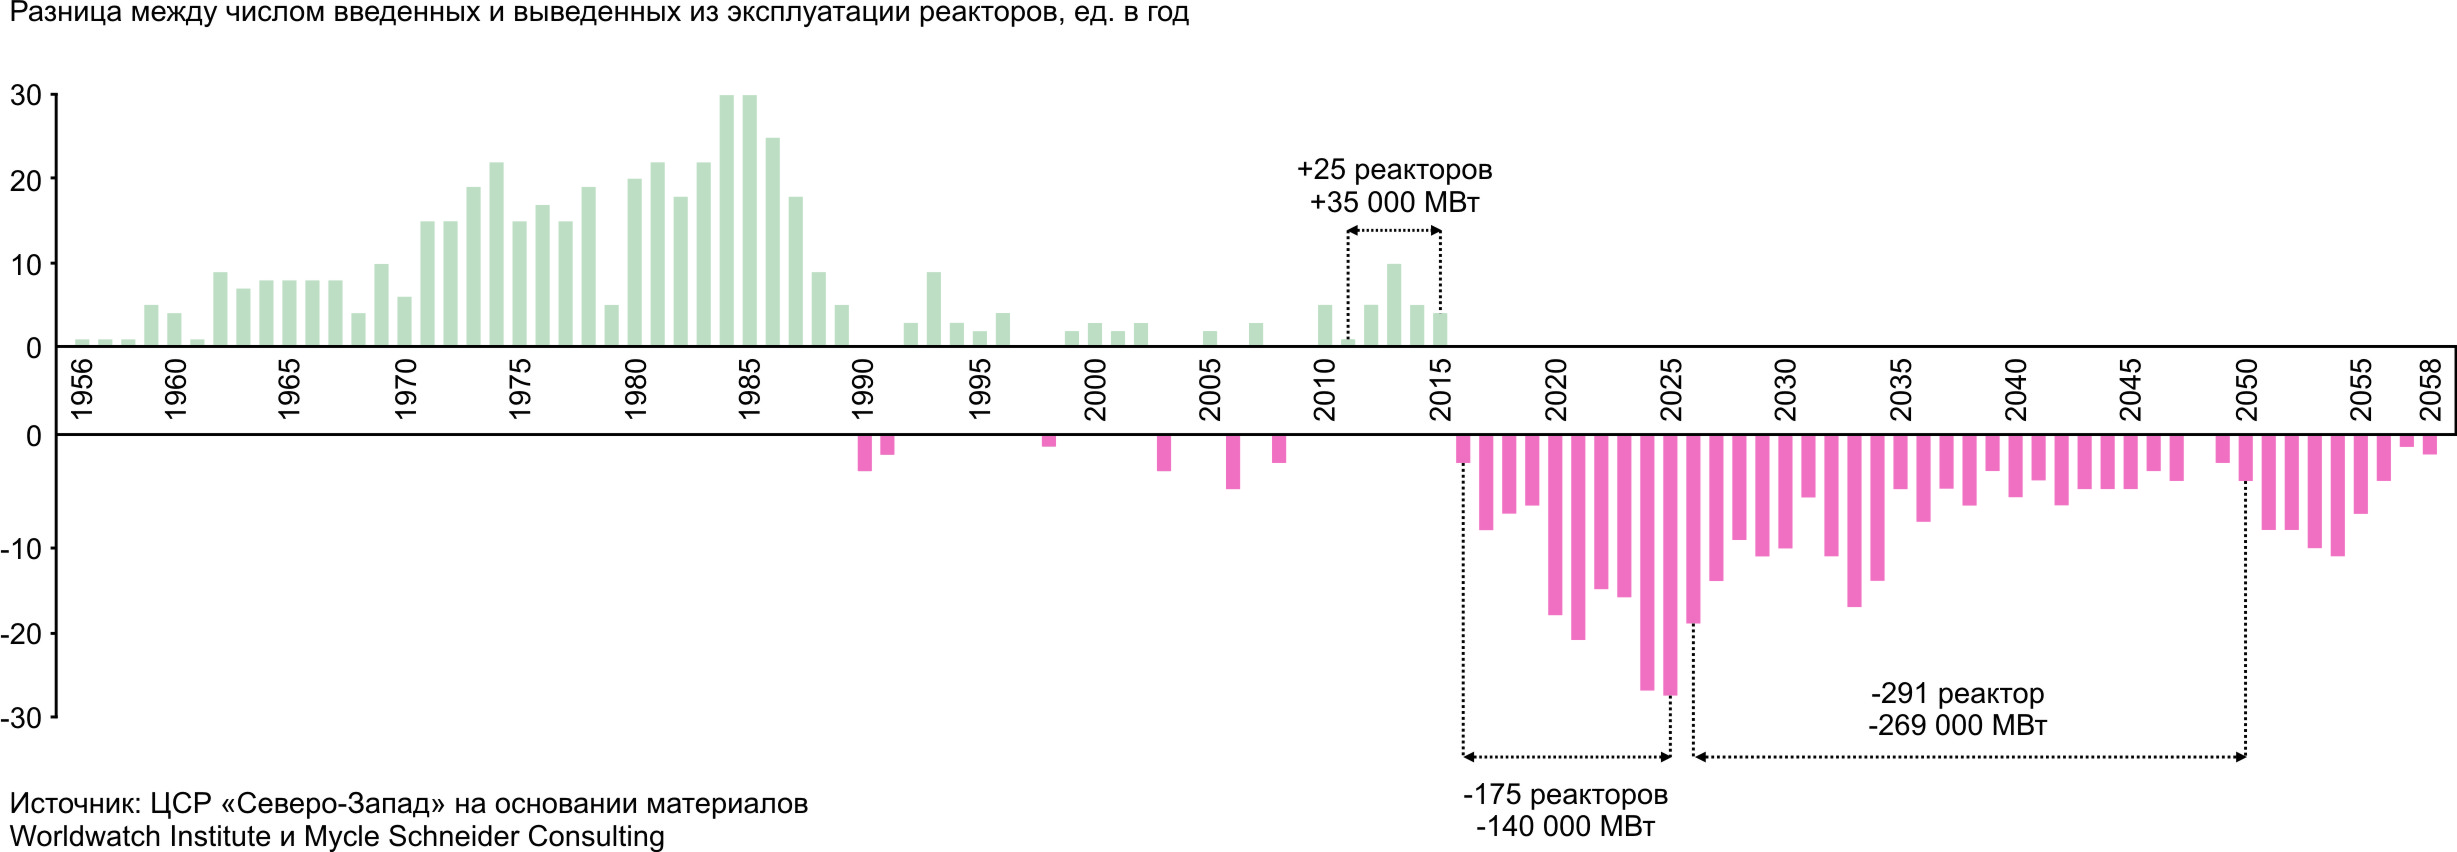 Разница между числом введенных и выведенных из эксплуатации реакторов, ед. в год
30
20
10
0
+25 реакторов
+35 000 МВт
1956 1960 1965 1970 1975 1980 1985 1990 1995 2000 2005 2010 2015 2020 2025 2030 2035 2040 2045 2050 2055 2058
0
-10
-20
-30
-291 реактор
-269 000 МВт
-175 реакторов
-140 000 МВт
Источник: ЦСР «Северо-Запад» на основании материалов
Worldwatch Institute и Mycle Schneider Consulting